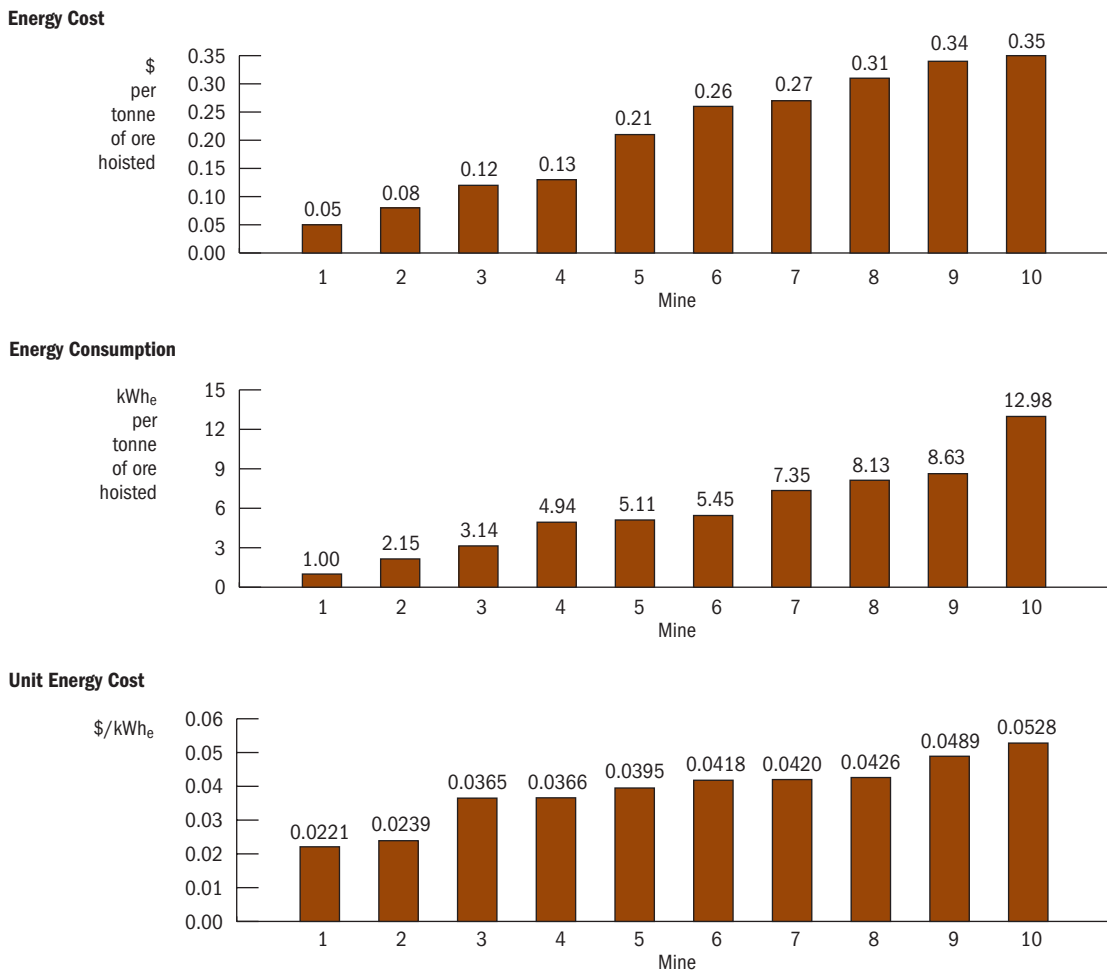 Energy Cost
$
per
tonne
of ore
hoisted
0.35
0.30
0.25
0.20
0.15
0.10
0.05
0.00
0.05
0.08
0.12
0.13
0.21
0.26
0.27
0.31
0.34
0.35
1 2 3 4 5 6 7 8 9 10
Mine
Energy Consumption
kWhe
per
tonne
of ore
hoisted
15
12
9
6
3
0
1.00
2.15
3.14
4.94
5.11
5.45
7.35
8.13
8.63
12.98
1 2 3 4 5 6 7 8 9 10
Mine
Unit Energy Cost
$/kWhe
0.06
0.05
0.04
0.03
0.02
0.01
0.00
0.0221
0.0239
0.0365
0.0366
0.0395
0.0418
0.0420
0.0426
0.0489
0.0528
1 2 3 4 5 6 7 8 9 10
Mine